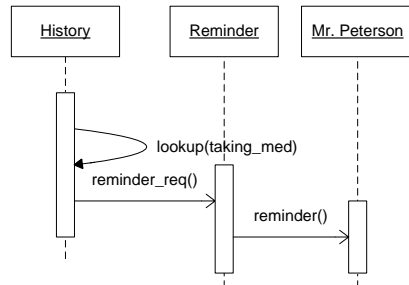 History
Reminder
Mr. Peterson
lookup(taking_med)
reminder_req()
reminder()